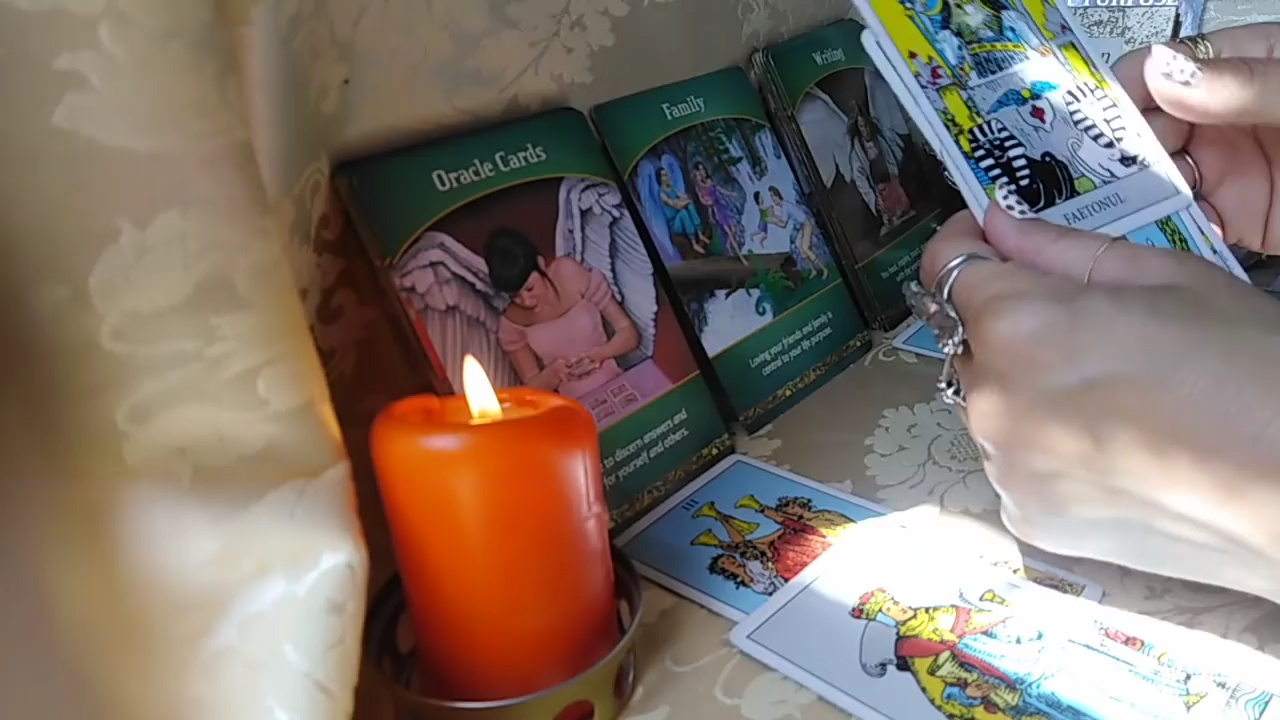 Oracle Cards
Family
Writing
to discern answers and
for yourself and others.
Loving your friends and family is
central to your life purpose.
FAETONUL
III